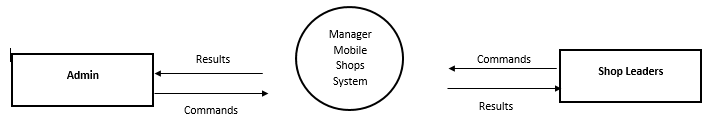 Manager
Mobile
Shops
System
Results
Admin
Commands
Commands
Shop Leaders
Results